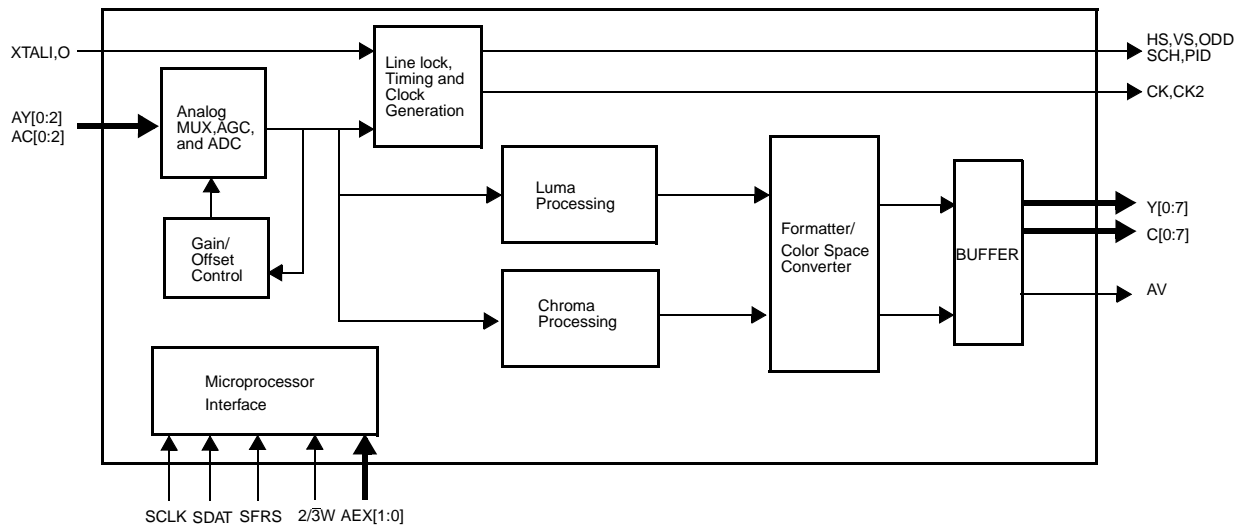 XTALI,O
AY[0:2]
AC[0:2]
Analog
MUX,AGC,
and ADC
Gain/
Offset
Control
Line lock,
Timing and
Clock
Generation
Luma
Processing
Chroma
Processing
Formatter/
Color Space
Converter
BUFFER
HS,VS,ODD
SCH,PID
CK,CK2
Y[0:7]
C[0:7]
AV
Microprocessor
Interface
SCLK SDAT SFRS 2/3̅W AEX[1:0]